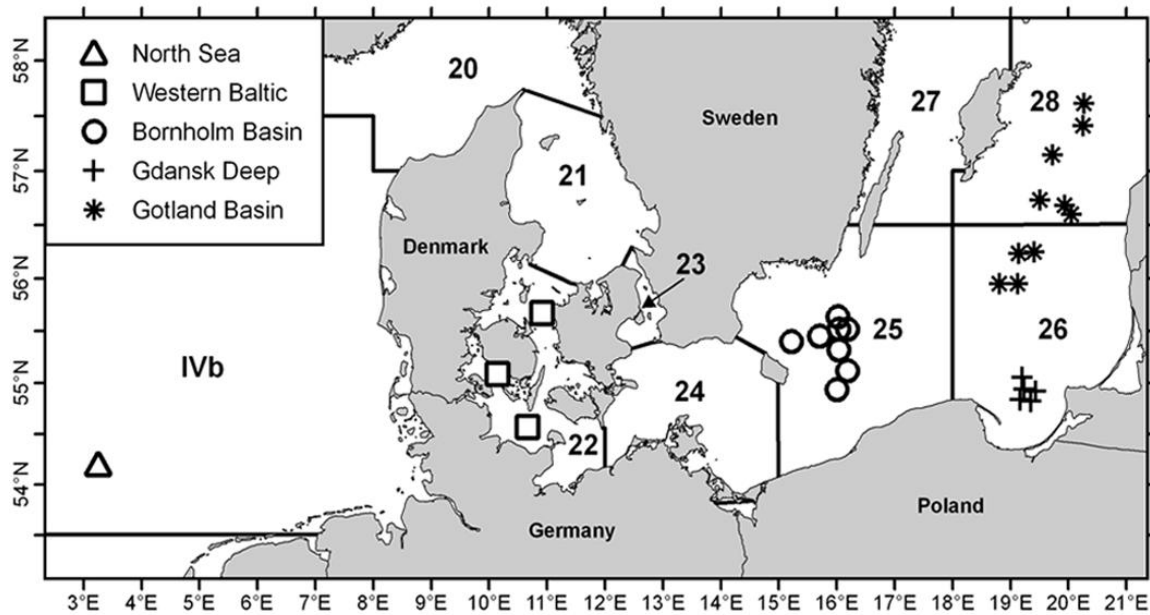 North Sea
Western Baltic
Bornholm Basin
Gdansk Deep
Gotland Basin
20
27
28
Sweden
21
Denmark
23
25
26
IVb
24
22
Poland
Germany
58°N
57°N
56°N
55°N
54°N
3°E 4°E 5°E 6°E 7°E 8°E 9°E 10°E 11°E 12°E 13°E 14°E 15°E 16°E 17°E 18°E 19°E 20°E 21°E